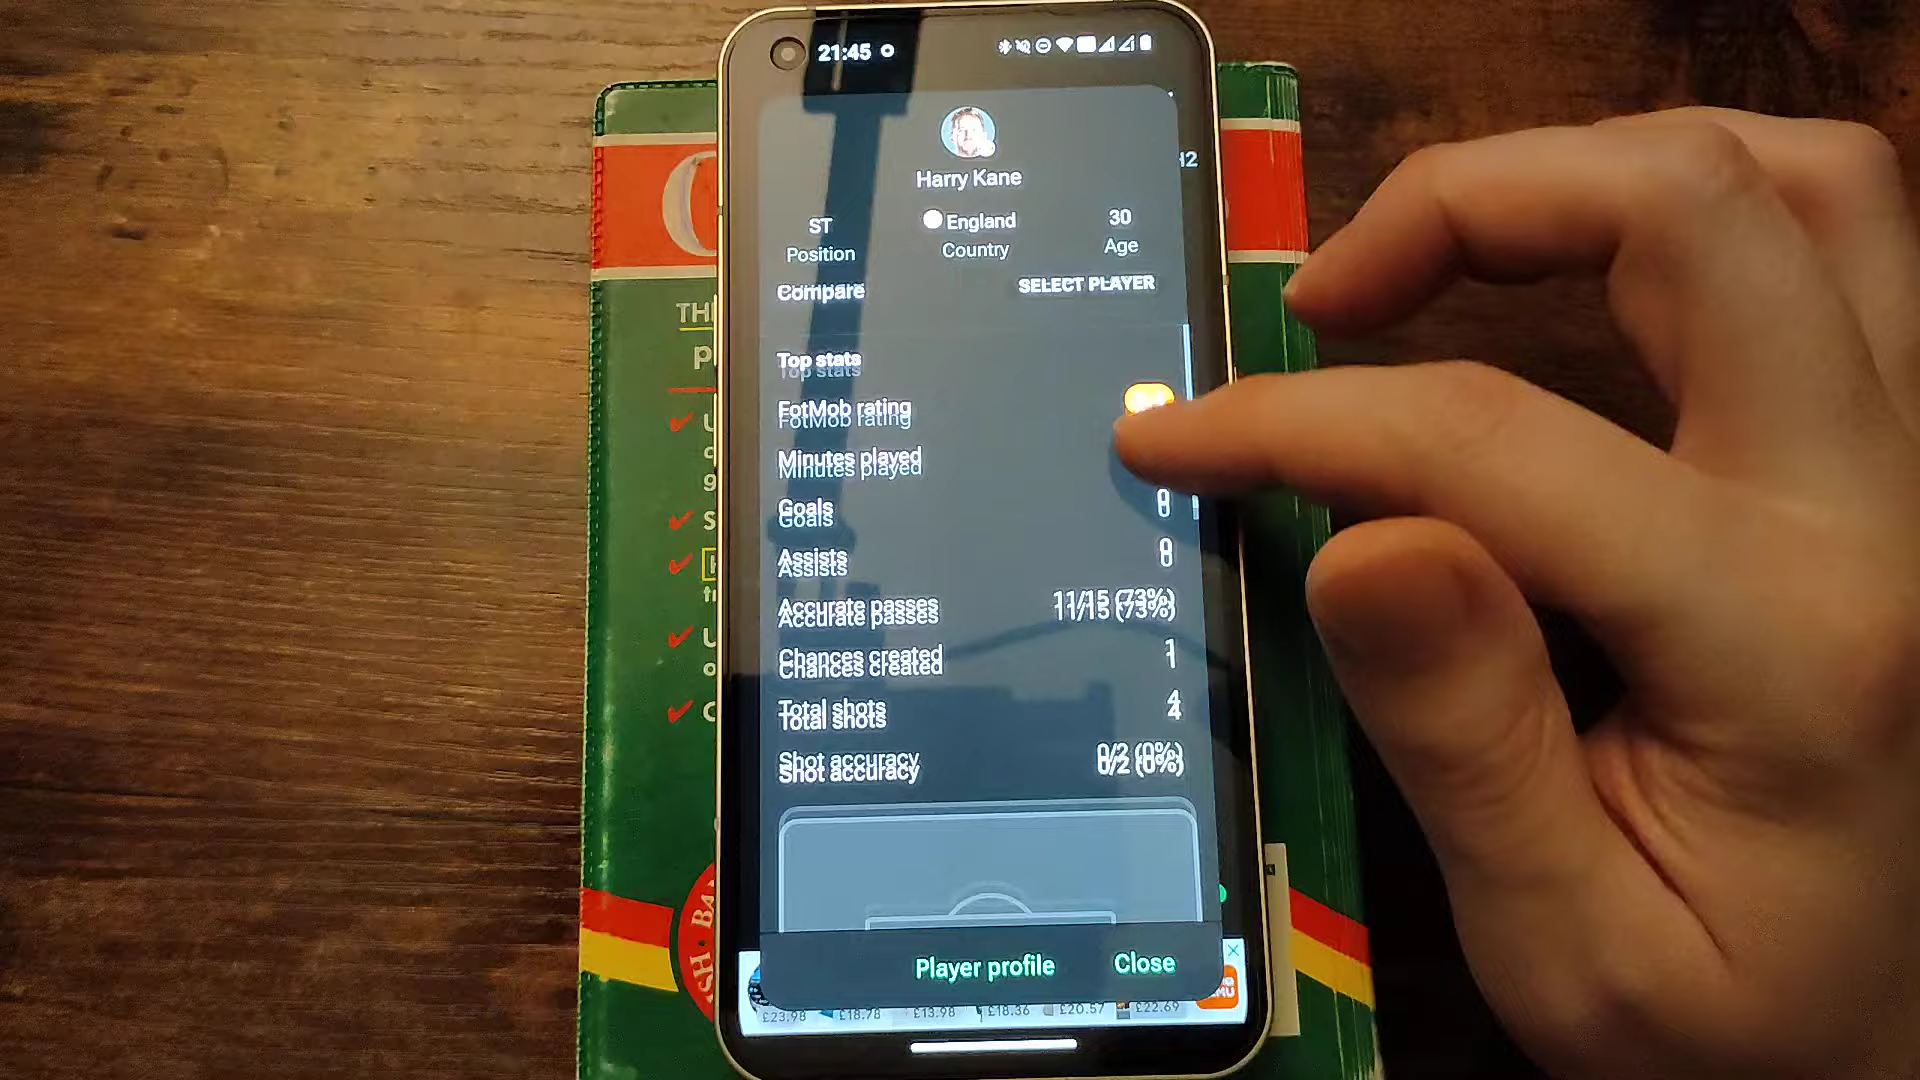 21:45
H2
Harry Kane
ST
England
30
Position
Country
Age
Compare
SELECT PLAYER
Top stats
FotMob rating
Minutes played
Goals 0
Assists 0
Accurate passes 11/15 (73%)
Chances created 1
Total shots 4
Shot accuracy 0/2 (0%)
Player profile
Close
£23.98 £18.78 £13.98 £18.36 £20.57 £22.69